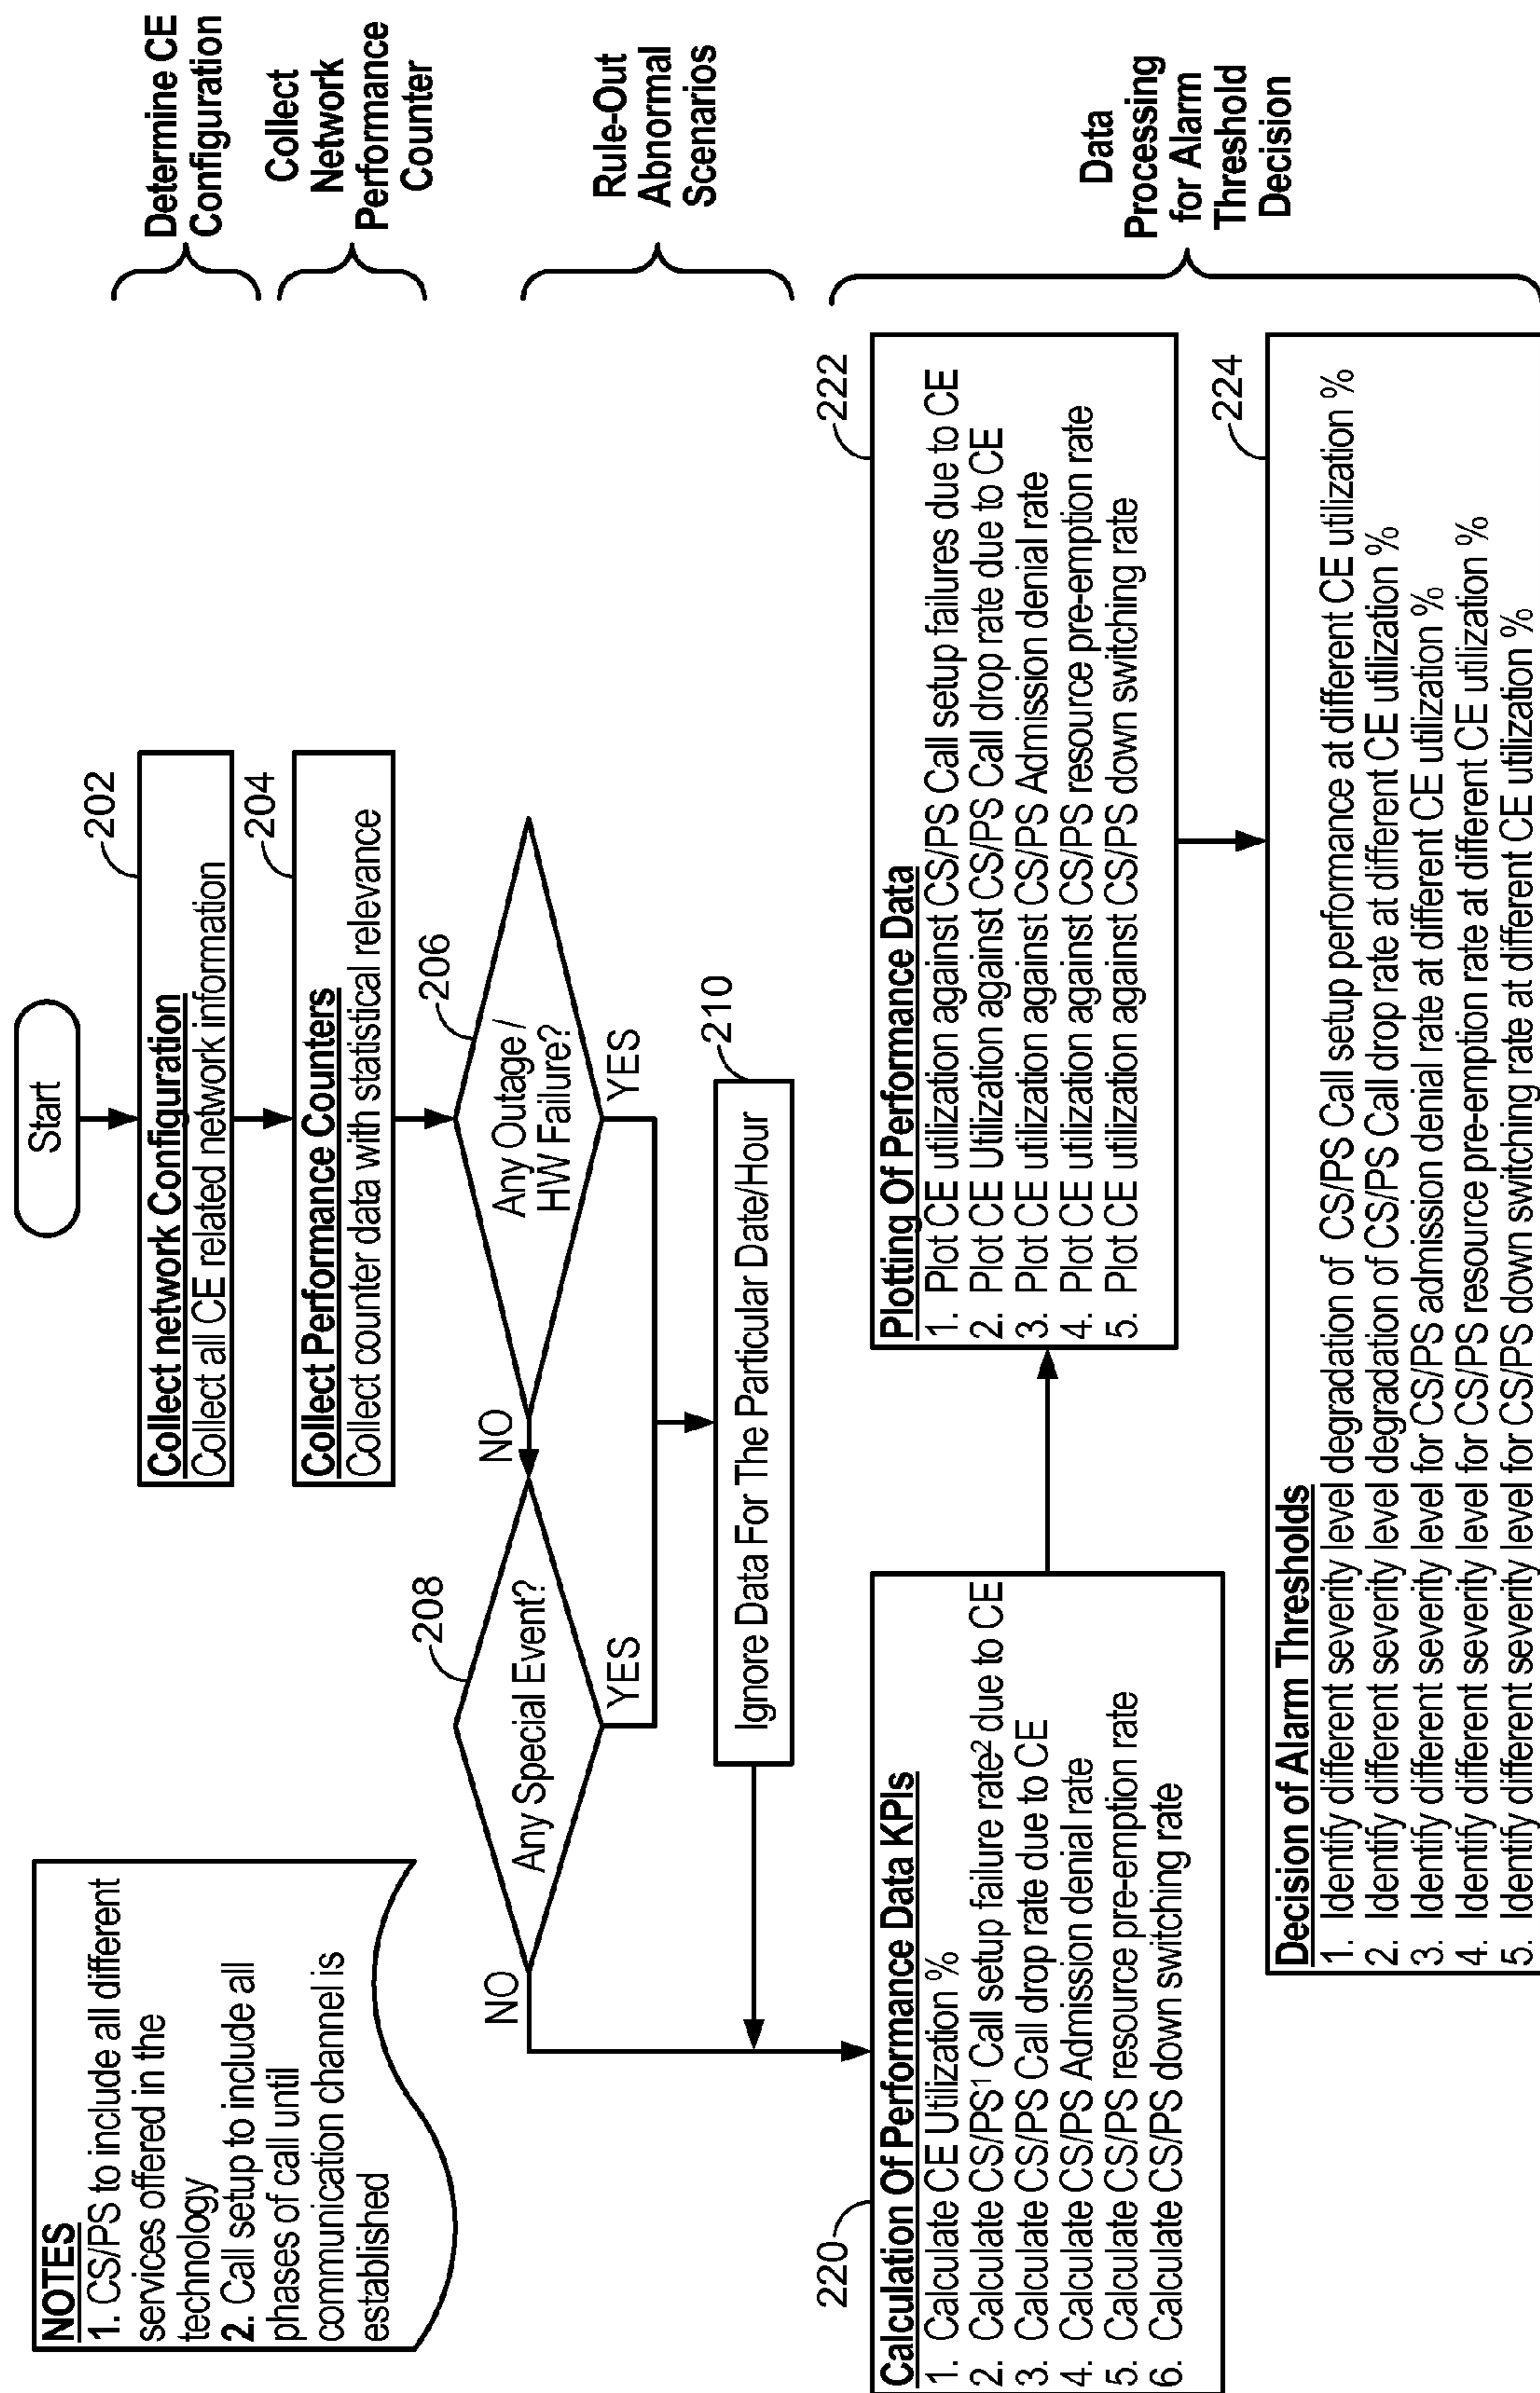 NOTES
1. CS/PS to include all different
services offered in the
technology
2. Call setup to include all
phases of call until
communication channel is
established
Start
202
Collect network Configuration
Collect all CE related network information
204
Collect Performance Counters
Collect counter data with statistical relevance
206
Any Outage /
HW Failure?
YES
NO
208
Any Special Event?
YES
NO
210
Ignore Data For The Particular Date/Hour
220
Calculation Of Performance Data KPIs
1. Calculate CE Utilization %
2. Calculate CS/PS¹ Call setup failure rate² due to CE
3. Calculate CS/PS Call drop rate due to CE
4. Calculate CS/PS Admission denial rate
5. Calculate CS/PS resource pre-emption rate
6. Calculate CS/PS down switching rate
222
Plotting Of Performance Data
1. Plot CE utilization against CS/PS Call setup failures due to CE
2. Plot CE Utilization against CS/PS Call drop rate due to CE
3. Plot CE utilization against CS/PS Admission denial rate
4. Plot CE utilization against CS/PS resource pre-emption rate
5. Plot CE utilization against CS/PS down switching rate
224
Decision of Alarm Thresholds
1. Identify different severity level degradation of CS/PS Call setup performance at different CE utilization %
2. Identify different severity level degradation of CS/PS Call drop rate at different CE utilization %
3. Identify different severity level for CS/PS admission denial rate at different CE utilization %
4. Identify different severity level for CS/PS resource pre-emption rate at different CE utilization %
5. Identify different severity level for CS/PS down switching rate at different CE utilization %
Determine CE
Configuration
Collect
Network
Performance
Counter
Rule-Out
Abnormal
Scenarios
Data
Processing
for Alarm
Threshold
Decision